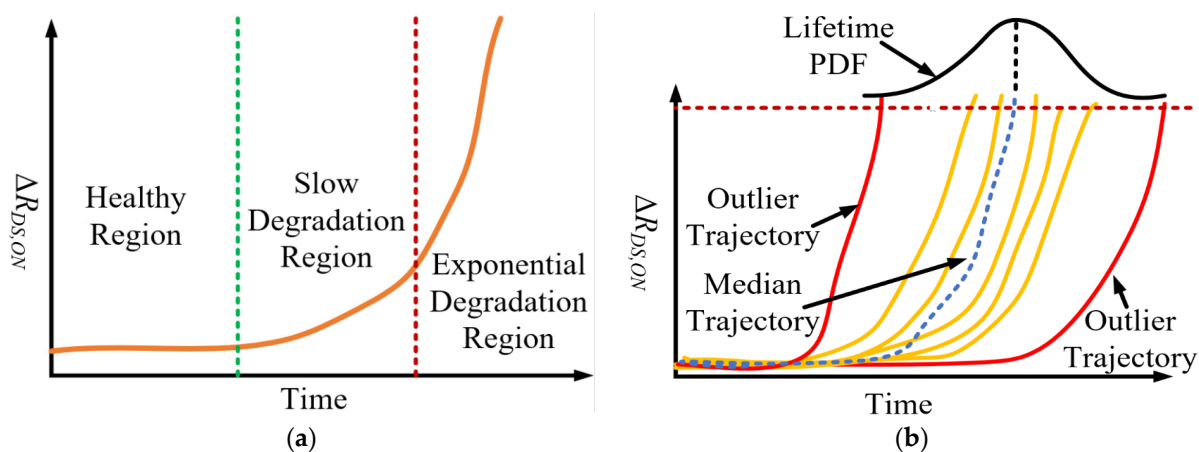 ΔR_DS,ON
Healthy
Region
Slow
Degradation
Region
Exponential
Degradation
Region
Time
(a)
Lifetime
PDF
ΔR_DS,ON
Outlier
Trajectory
Median
Trajectory
Outlier
Trajectory
Time
(b)